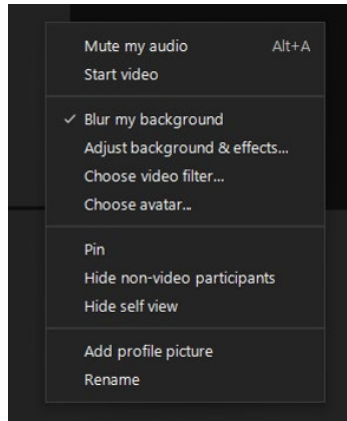 Mute my audio Alt+A
Start video
Blur my background
Adjust background & effects...
Choose video filter...
Choose avatar...
Pin
Hide non-video participants
Hide self view
Add profile picture
Rename